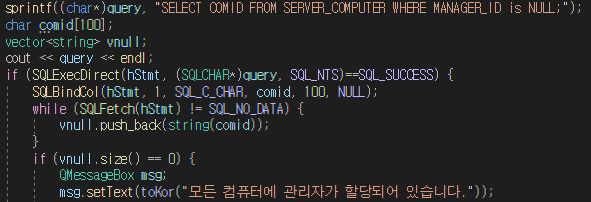 sprintf((char*)query, "SELECT COMID FROM SERVER_COMPUTER WHERE MANAGER_ID is NULL;");
char comid[100];
vector<string> vnull;
cout << query << endl;
if (SQLExecDirect(hStmt, (SQLCHAR*)query, SQL_NTS)==SQL_SUCCESS) {
SQLBindCol(hStmt, 1, SQL_C_CHAR, comid, 100, NULL);
while (SQLFetch(hStmt) != SQL_NO_DATA) {
vnull.push_back(string(comid));
}
if (vnull.size() == 0) {
QMessageBox msg;
msg.setText(toKor("모든 컴퓨터에 관리자가 할당되어 있습니다."));